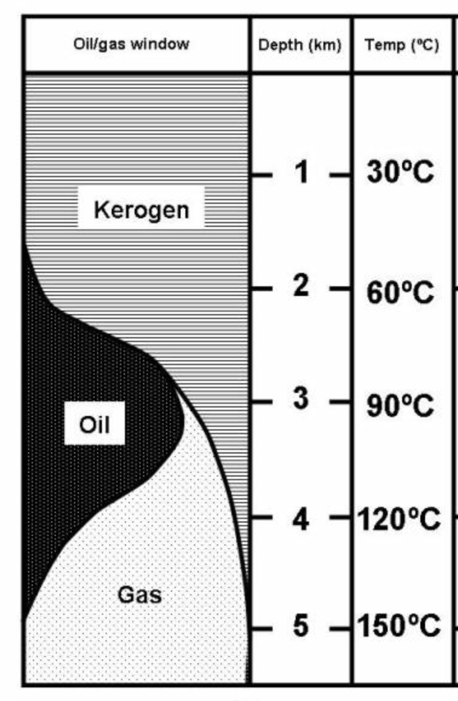 Oil/gas window Depth (km) Temp (ºC)
1 30ºC
Kerogen
2 60ºC
3 90ºC
Oil
4 120ºC
Gas
5 150ºC